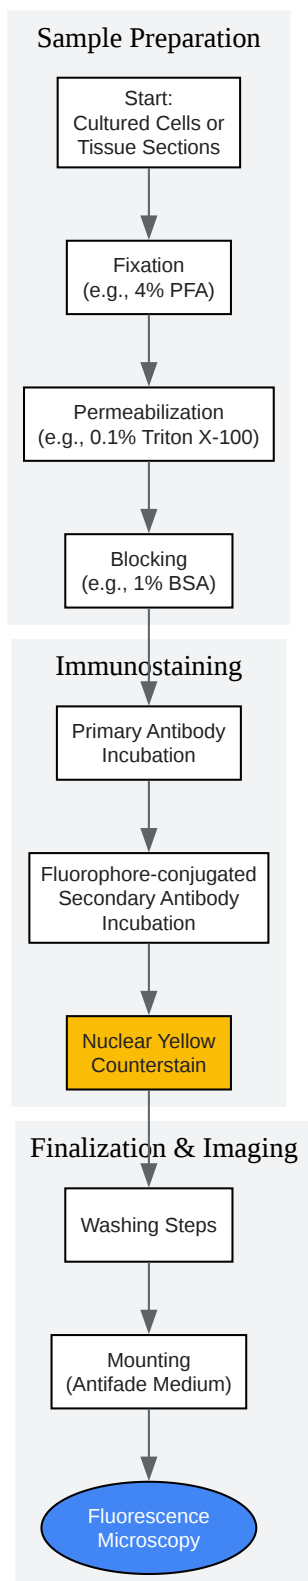 Sample Preparation
Start:
Cultured Cells or
Tissue Sections
Fixation
(e.g., 4% PFA)
Permeabilization
(e.g., 0.1% Triton X-100)
Blocking
(e.g., 1% BSA)
Immunostaining
Primary Antibody
Incubation
Fluorophore-conjugated
Secondary Antibody
Incubation
Nuclear Yellow
Counterstain
Finalization & Imaging
Washing Steps
Mounting
(Antifade Medium)
Fluorescence
Microscopy